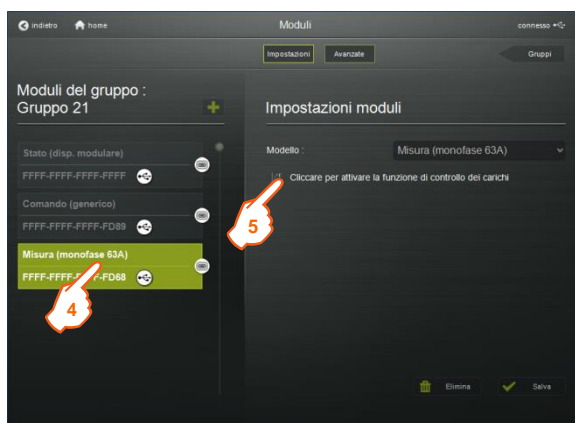 indietro home Moduli connesso
Impostazioni Avanzate Gruppi
Moduli del gruppo :
Gruppo 21
Impostazioni moduli
Stato (disp. modulare)
FFFF-FFFF-FFFF-FFFF
Modello : Misura (monofase 63A)
Cliccare per attivare la funzione di controllo dei carichi
Comando (generico)
FFFF-FFFF-FFFF-FD89
5
Misura (monofase 63A)
FFFF-FFFF-FFFF-FD68
4
Elimina Salva